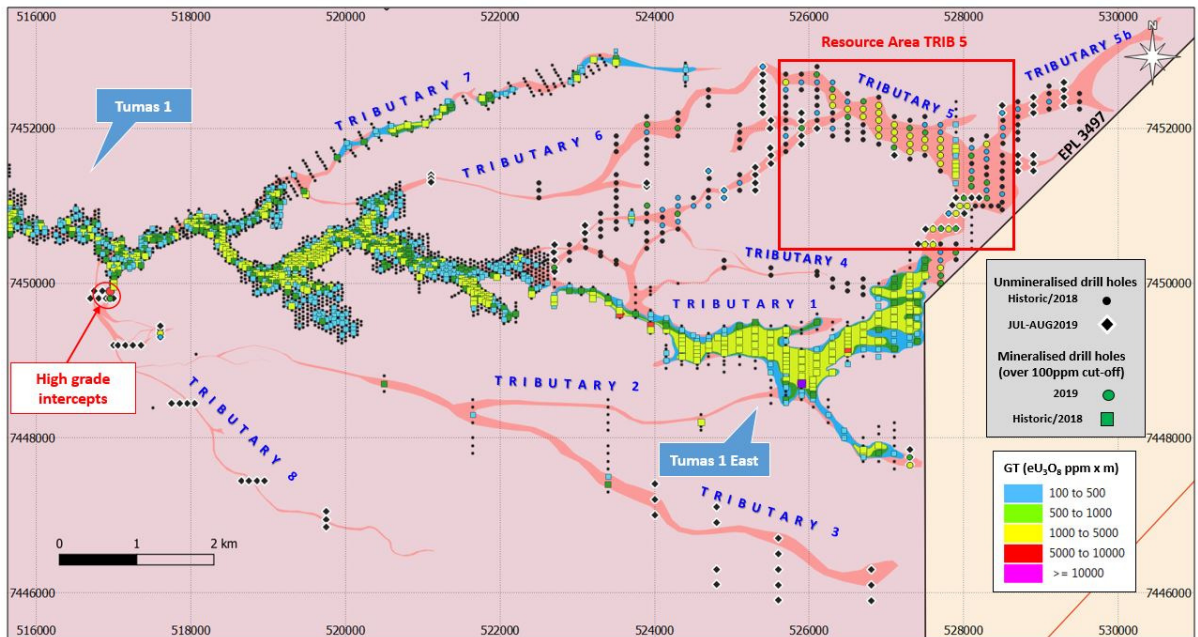 516000
518000
520000
522000
524000
526000
528000
530000
Resource Area TRIB 5
TRIBUTARY 5b
N
Tumas 1
TRIBUTARY 7
TRIBUTARY 5
7452000
7452000
TRIBUTARY 6
EPL 3497
7450000
TRIBUTARY 4
7450000
TRIBUTARY 1
High grade
intercepts
TRIBUTARY 2
7448000
7448000
Tumas 1 East
TRIBUTARY 8
TRIBUTARY 3
0
1
2 km
7446000
7446000
Unmineralised drill holes
Historic/2018
JUL-AUG2019
Mineralised drill holes
(over 100ppm cut-off)
2019
Historic/2018
GT (eU₃O₈ ppm x m)
100 to 500
500 to 1000
1000 to 5000
5000 to 10000
>= 10000
516000
518000
520000
522000
524000
526000
528000
530000